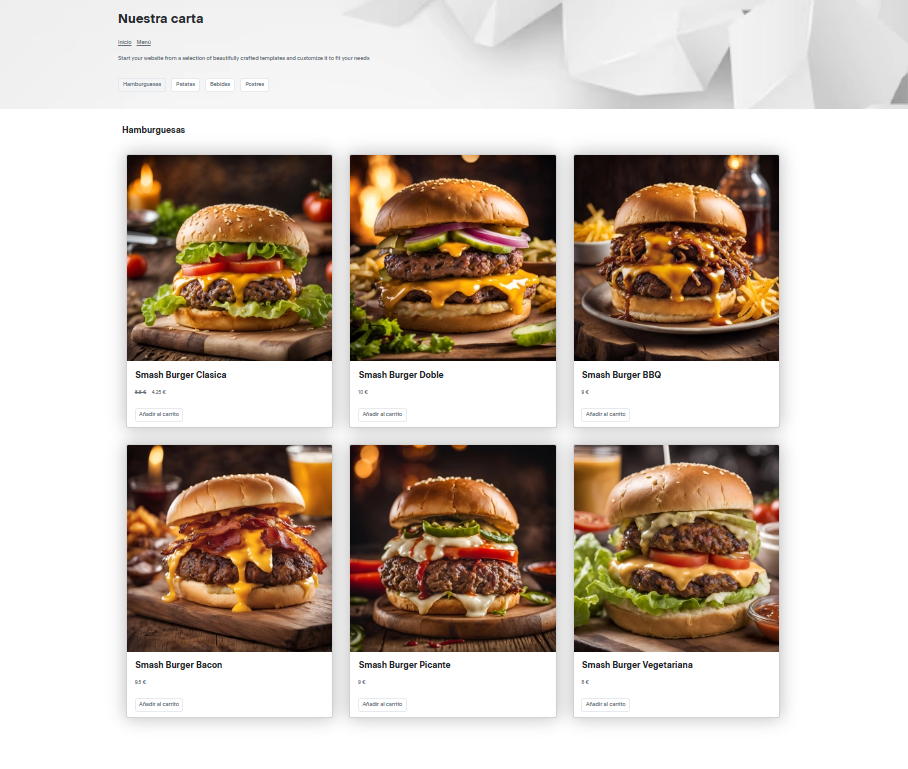 Nuestra carta
Inicio Menú
Start your website from a selection of beautifully crafted templates and customize it to fit your needs
Hamburguesas Patatas Bebidas Postres
Hamburguesas
Smash Burger Clasica
4.25 €
Añadir al carrito
Smash Burger Doble
10 €
Añadir al carrito
Smash Burger BBQ
9 €
Añadir al carrito
Smash Burger Bacon
9.5 €
Añadir al carrito
Smash Burger Picante
9 €
Añadir al carrito
Smash Burger Vegetariana
8 €
Añadir al carrito